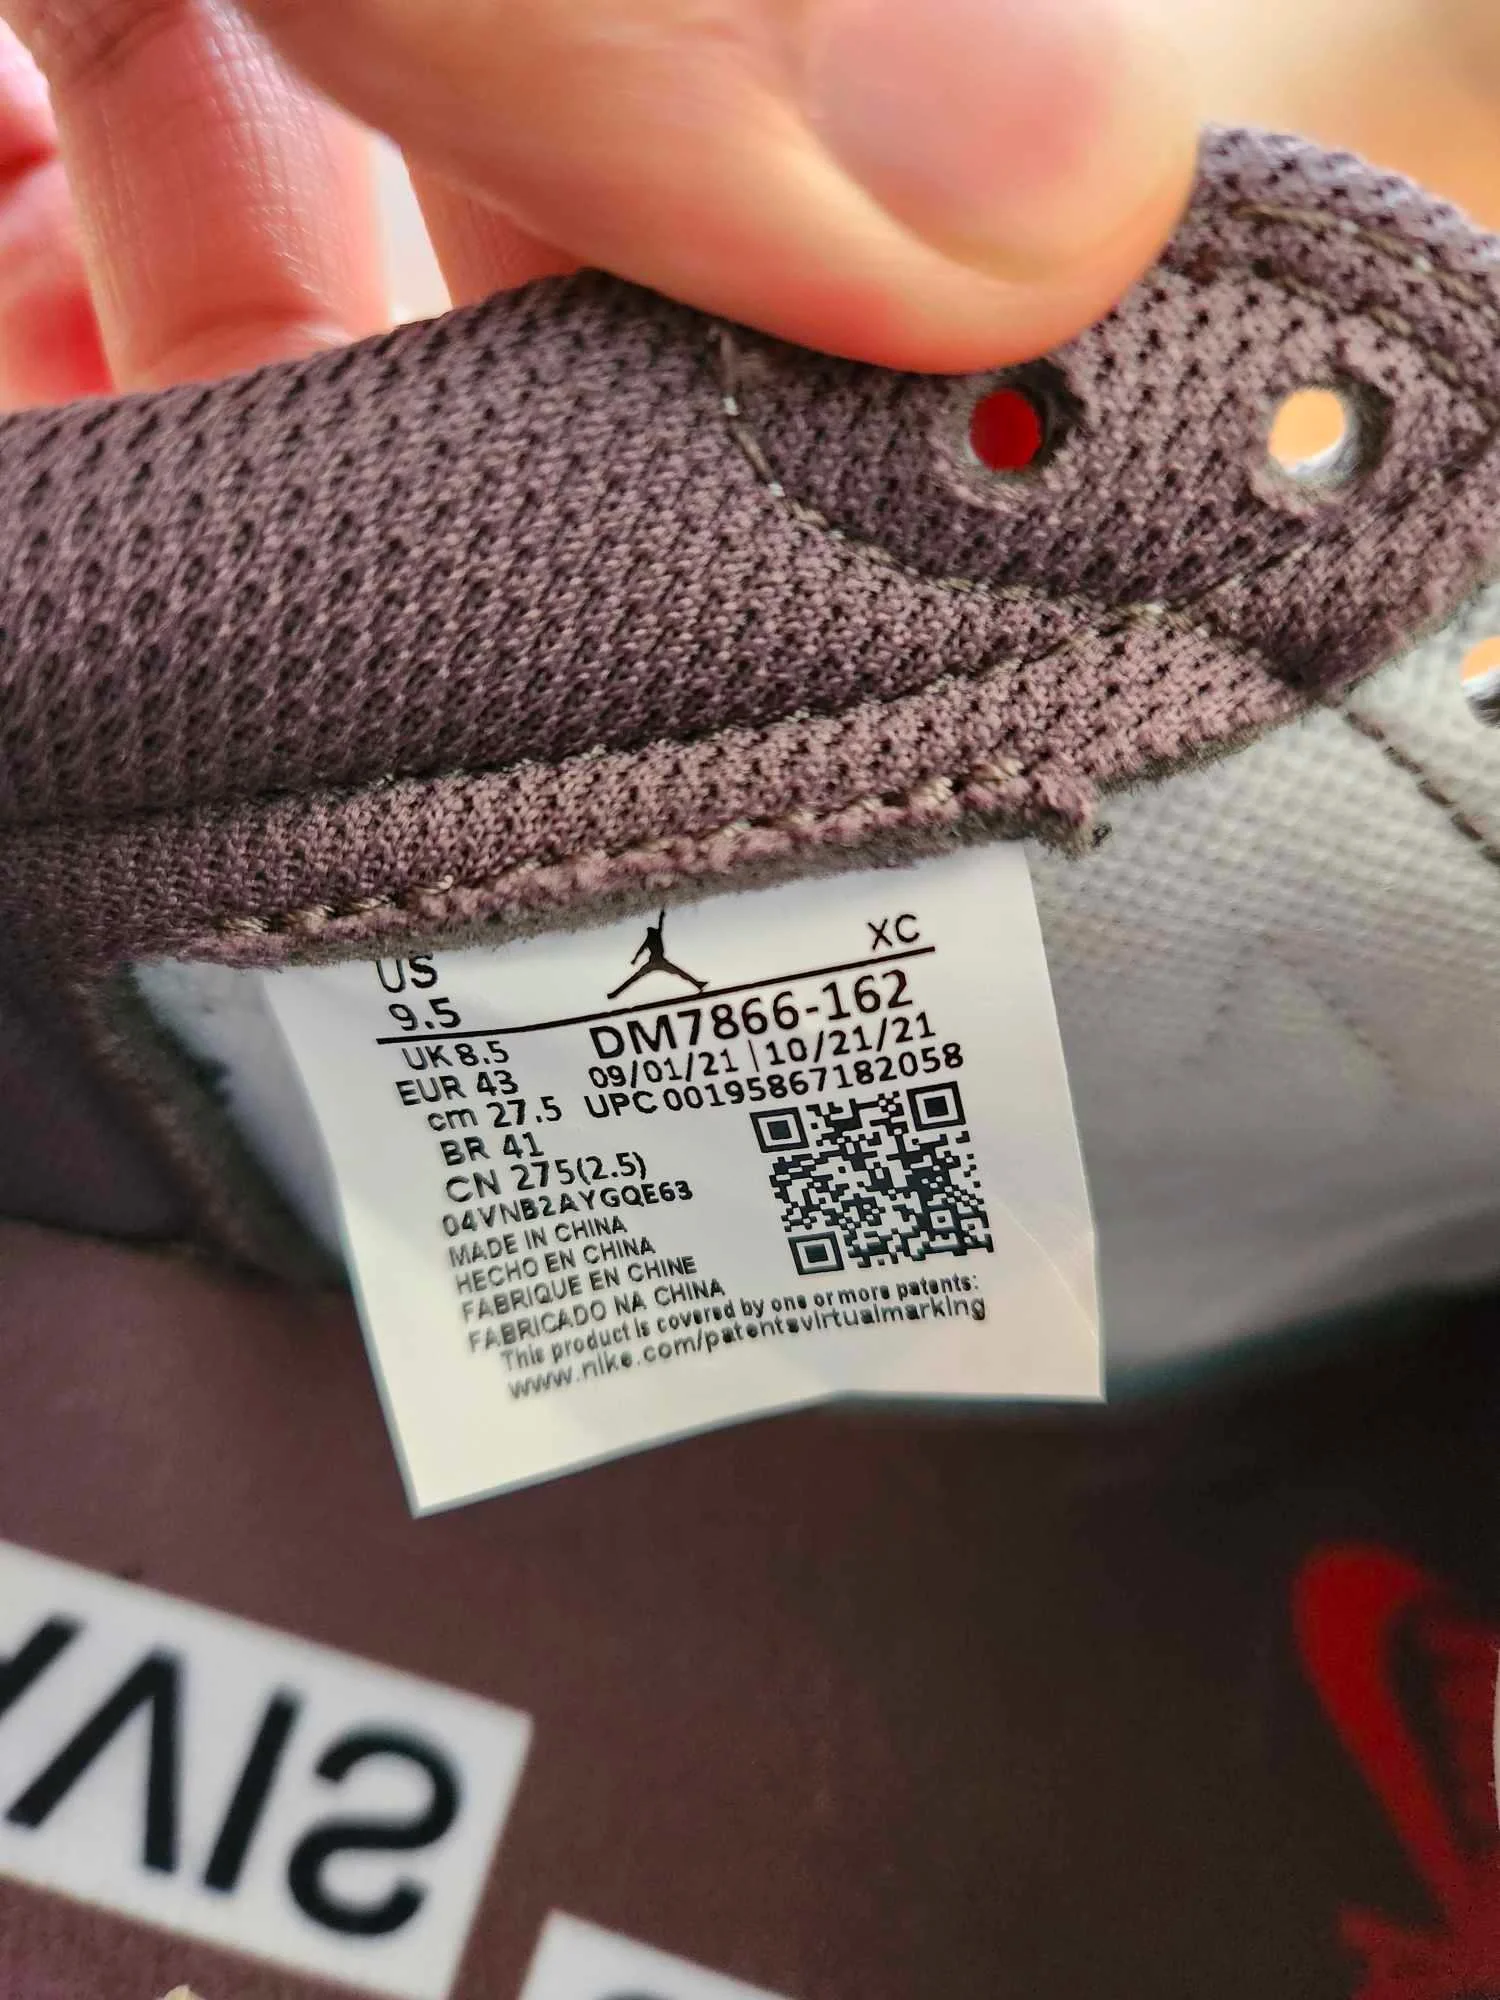 US
XC
9.5
DM7866-162
UK 8.5
09/01/21 | 10/21/21
EUR 43
UPC 00195867182058
cm 27.5
BR 41
CN 275(2.5)
04VNB2AYGQE63
MADE IN CHINA
HECHO EN CHINA
FABRIQUE EN CHINE
FABRICADO NA CHINA
This product is covered by one or more patents:
www.nike.com/patentsvirtualmarking